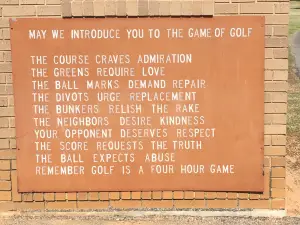 MAY WE INTRODUCE YOU TO THE GAME OF GOLF
THE COURSE CRAVES ADMIRATION
THE GREENS REQUIRE LOVE
THE BALL MARKS DEMAND REPAIR
THE DIVOTS URGE REPLACEMENT
THE BUNKERS RELISH THE RAKE
THE NEIGHBORS DESIRE KINDNESS
YOUR OPPONENT DESERVES RESPECT
THE SCORE REQUESTS THE TRUTH
THE BALL EXPECTS ABUSE
REMEMBER GOLF IS A FOUR HOUR GAME